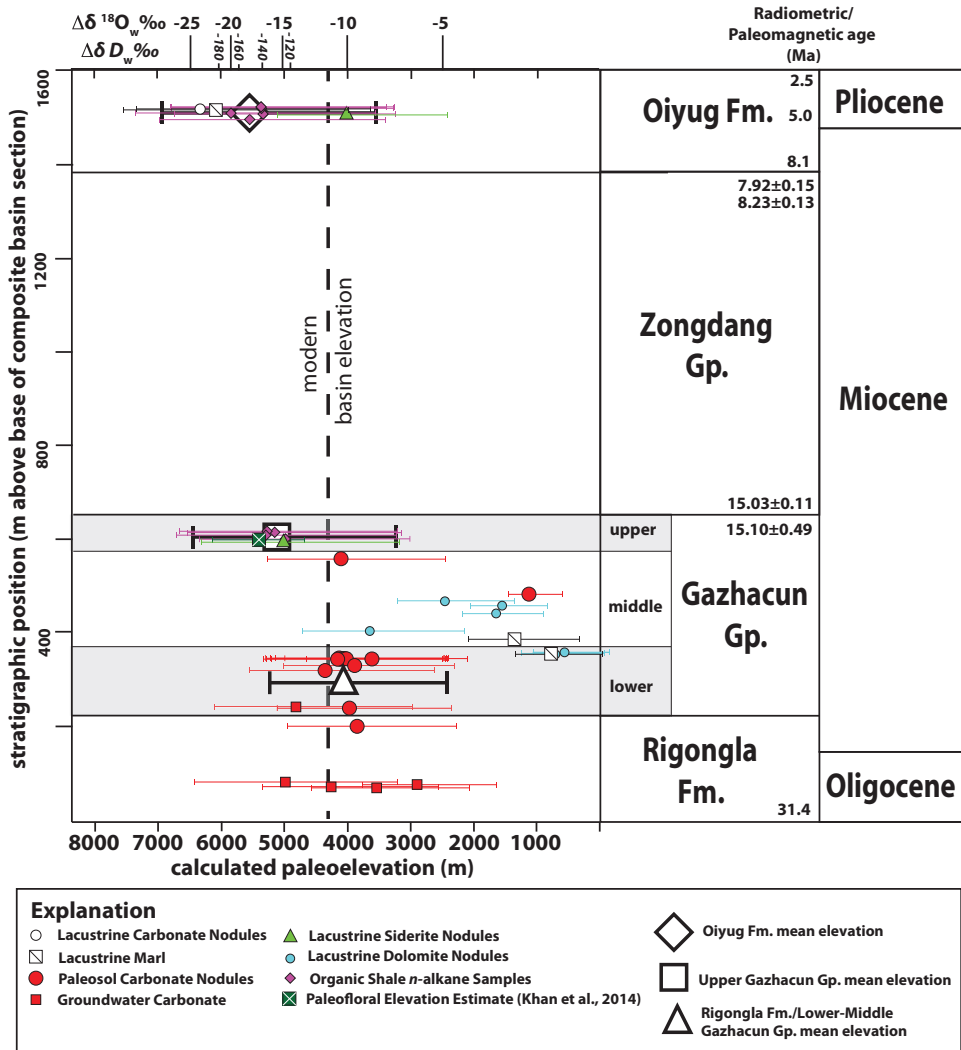 Δδ ¹⁸O_w‰ -25 -20 -15 -10 -5
Δδ D_w‰ -180 -160 -140 -120
Radiometric/
Paleomagnetic age
(Ma)
stratigraphic position (m above base of composite basin section)
1600
1200
800
400
modern
basin elevation
Oiyug Fm.
2.5
5.0
8.1
Pliocene
7.92±0.15
8.23±0.13
Zongdang
Gp.
Miocene
15.03±0.11
upper
15.10±0.49
middle
Gazhacun
Gp.
lower
Rigongla
Fm.
31.4
Oligocene
8000 7000 6000 5000 4000 3000 2000 1000
calculated paleoelevation (m)
Explanation
Lacustrine Carbonate Nodules
Lacustrine Marl
Paleosol Carbonate Nodules
Groundwater Carbonate
Lacustrine Siderite Nodules
Lacustrine Dolomite Nodules
Organic Shale n-alkane Samples
Paleofloral Elevation Estimate (Khan et al., 2014)
Oiyug Fm. mean elevation
Upper Gazhacun Gp. mean elevation
Rigongla Fm./Lower-Middle
Gazhacun Gp. mean elevation